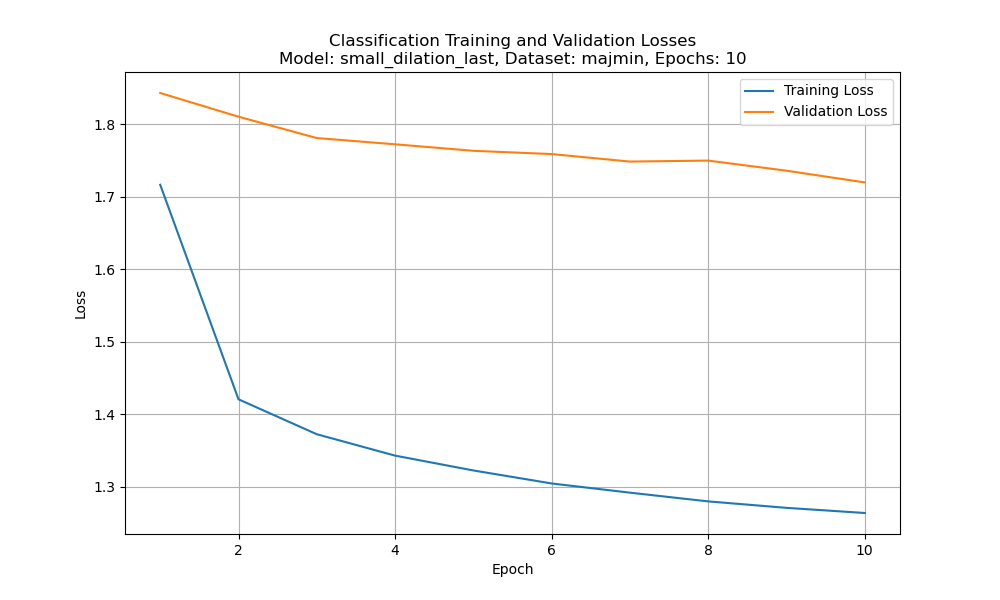 Classification Training and Validation Losses
Model: small_dilation_last, Dataset: majmin, Epochs: 10
Training Loss
Validation Loss
1.8
1.7
1.6
1.5
1.4
1.3
Loss
2 4 6 8 10
Epoch